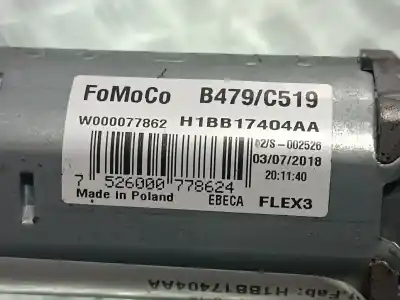 FoMoCo B479/C519
W000077862 H1BB17404AA
02/S-002526
03/07/2018
20:11:40
7 526000 778624
Made in Poland EBECA FLEX3
.Fab: H1BB17404AA